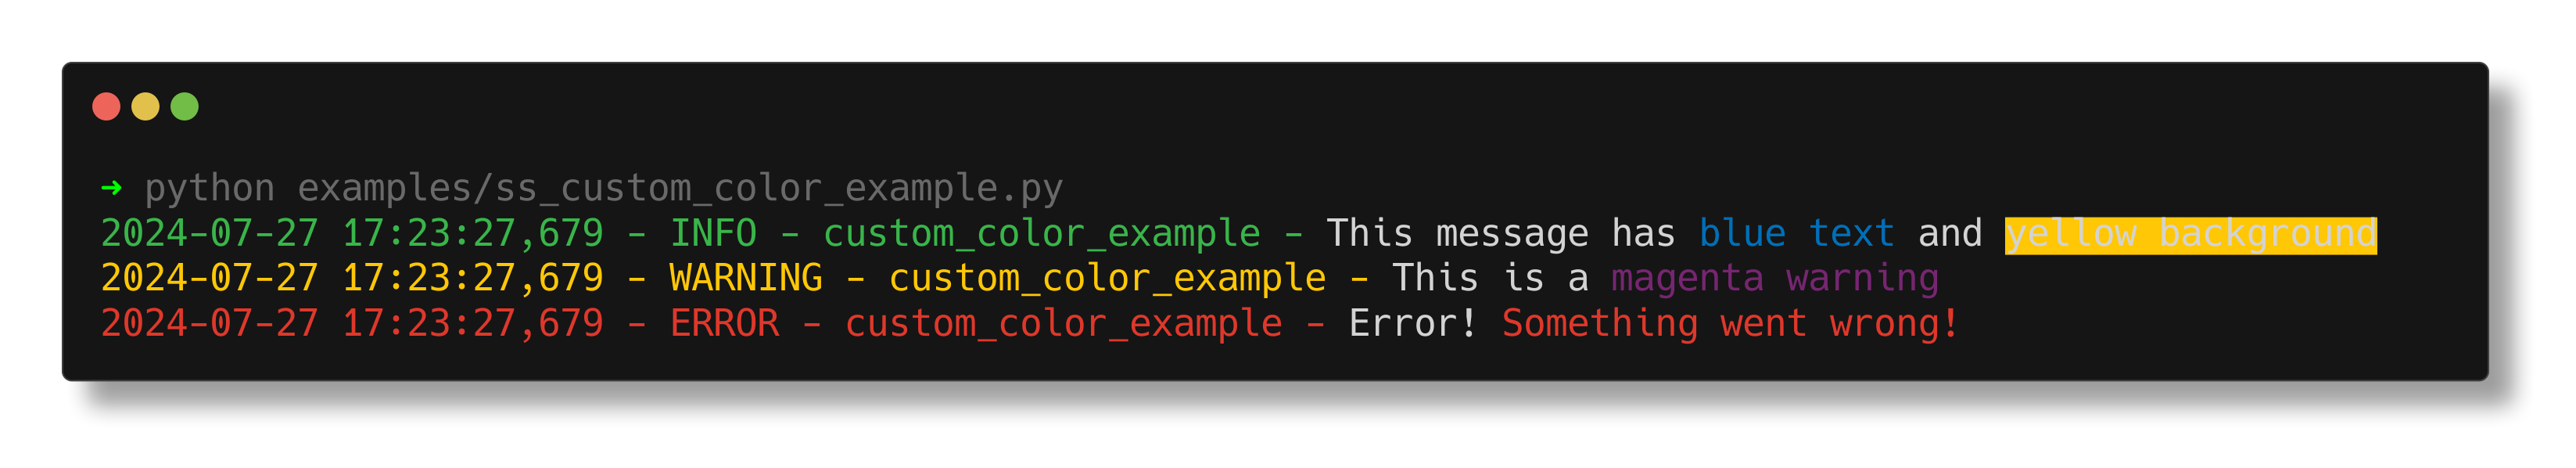 ➜ python examples/ss_custom_color_example.py
2024-07-27 17:23:27,679 - INFO - custom_color_example - This message has blue text and yellow background
2024-07-27 17:23:27,679 - WARNING - custom_color_example - This is a magenta warning
2024-07-27 17:23:27,679 - ERROR - custom_color_example - Error! Something went wrong!